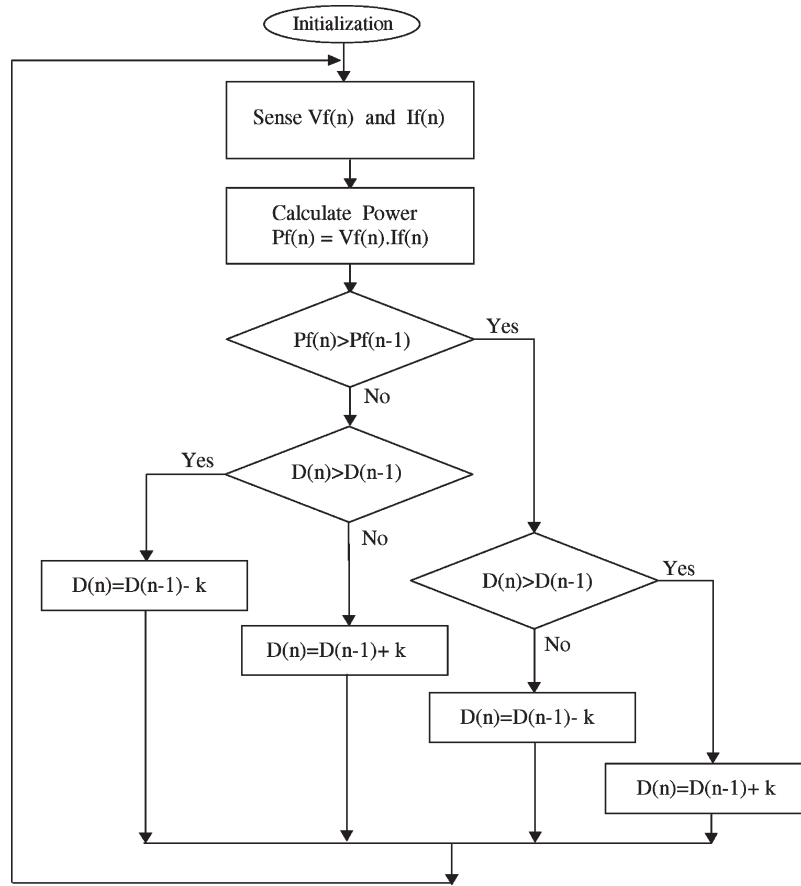 Initialization
Sense Vf(n) and If(n)
Calculate Power
Pf(n) = Vf(n).If(n)
Pf(n)>Pf(n-1)
Yes
No
D(n)>D(n-1)
Yes
No
D(n)=D(n-1)- k
D(n)>D(n-1)
Yes
No
D(n)=D(n-1)+ k
D(n)=D(n-1)- k
D(n)=D(n-1)+ k